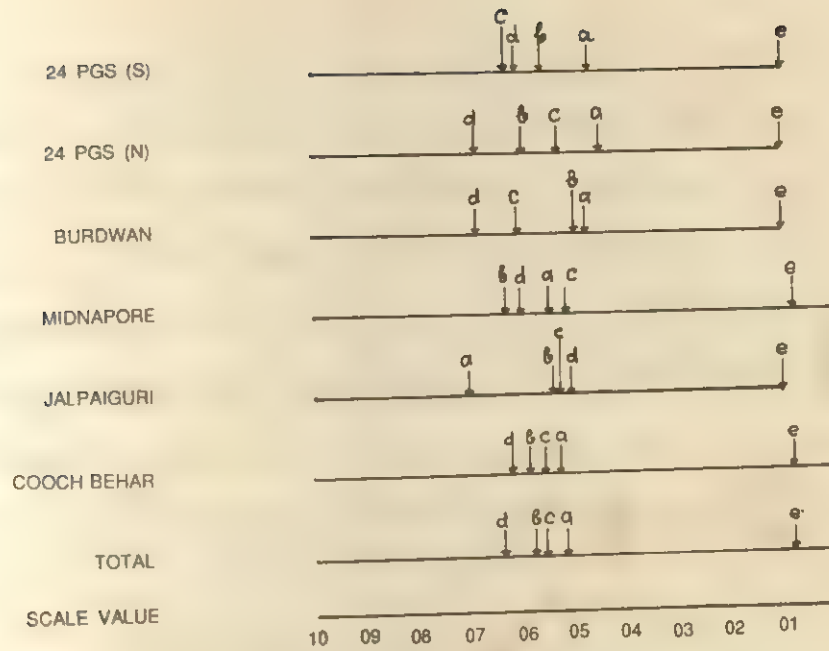 c d b a e
24 PGS (S)
d b c a e
24 PGS (N)
d c b a e
BURDWAN
b d a c e
MIDNAPORE
a b c d e
JALPAIGURI
d b c a e
COOCH BEHAR
d b c a e
TOTAL
SCALE VALUE
10 09 08 07 06 05 04 03 02 01